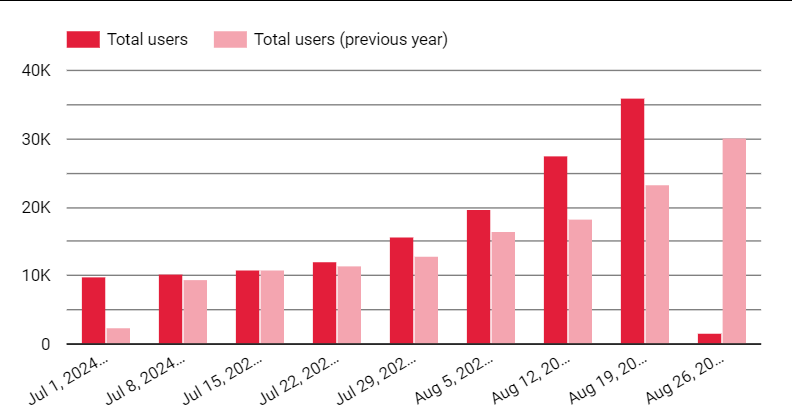 Total users
Total users (previous year)
40K
30K
20K
10K
0
Jul 1, 2024...
Jul 8, 2024...
Jul 15, 202...
Jul 22, 202...
Jul 29, 202...
Aug 5, 202...
Aug 12, 20...
Aug 19, 20...
Aug 26, 20...